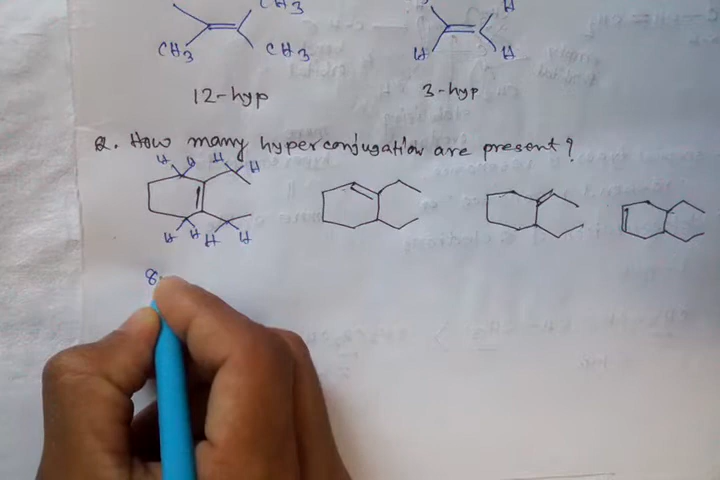 CH3
CH3 CH3
H
H H
12-hyp 3-hyp
Q. How many hyperconjugation are present?
H H H H
H H H H
8